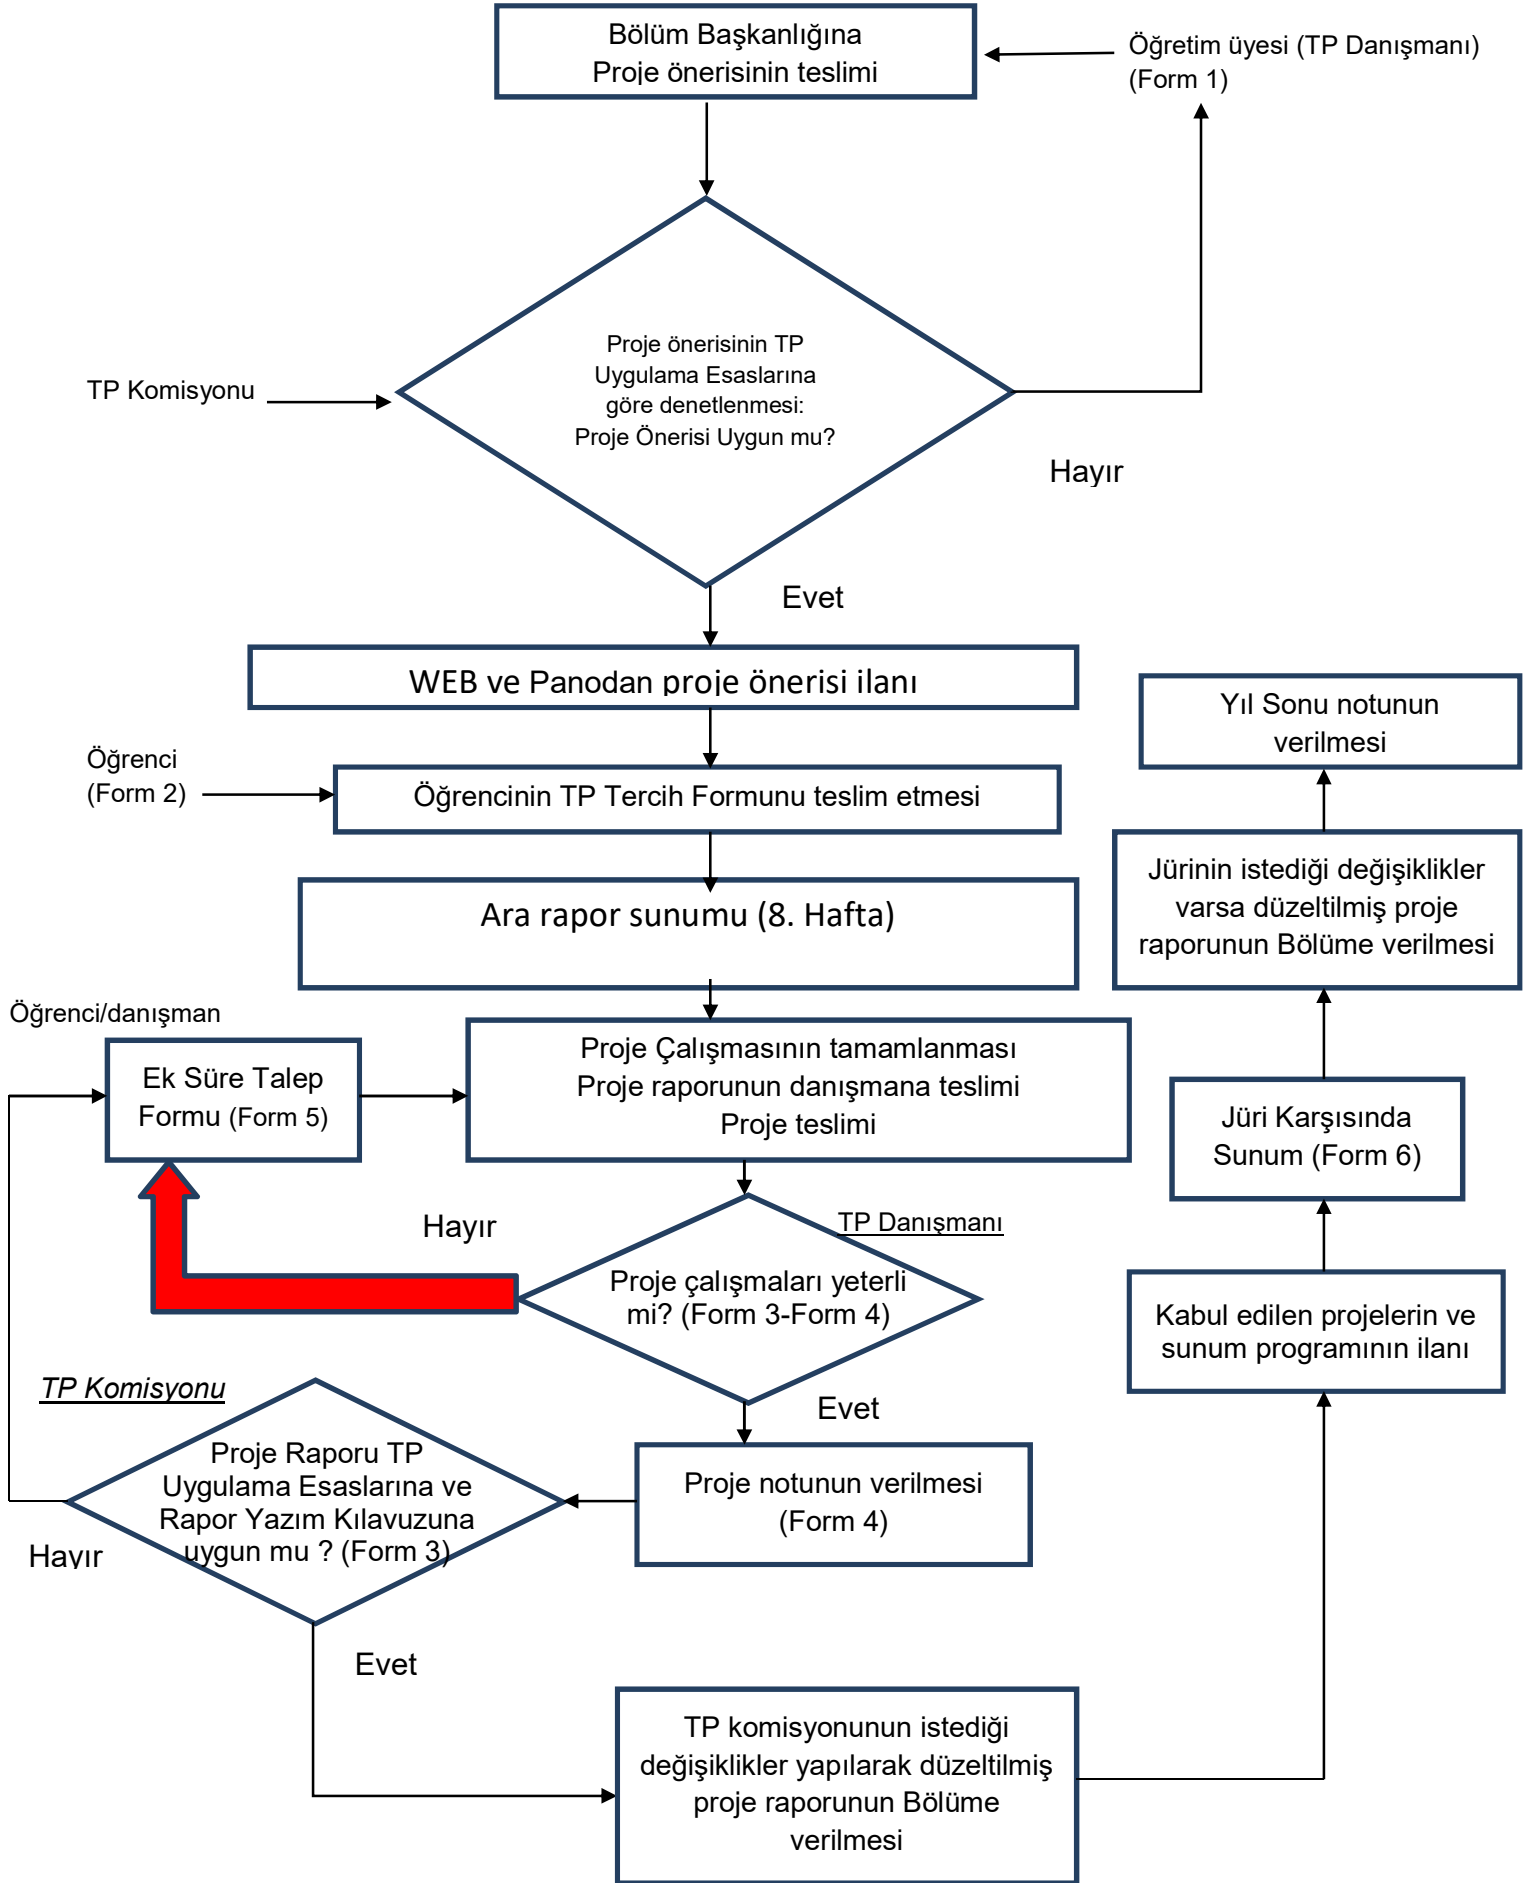 Bölüm Başkanlığına
Proje önerisinin teslimi
Öğretim üyesi (TP Danışmanı)
(Form 1)
Proje önerisinin TP
Uygulama Esaslarına
göre denetlenmesi:
Proje Önerisi Uygun mu?
TP Komisyonu
Hayır
Evet
WEB ve Panodan proje önerisi ilanı
Öğrenci
(Form 2)
Öğrencinin TP Tercih Formunu teslim etmesi
Ara rapor sunumu (8. Hafta)
Öğrenci/danışman
Ek Süre Talep
Formu (Form 5)
Proje Çalışmasının tamamlanması
Proje raporunun danışmana teslimi
Proje teslimi
Hayır
TP Danışmanı
Proje çalışmaları yeterli
mi? (Form 3-Form 4)
Evet
TP Komisyonu
Proje Raporu TP
Uygulama Esaslarına ve
Rapor Yazım Kılavuzuna
uygun mu ? (Form 3)
Hayır
Proje notunun verilmesi
(Form 4)
Evet
TP komisyonunun istediği
değişiklikler yapılarak düzeltilmiş
proje raporunun Bölüme
verilmesi
Kabul edilen projelerin ve
sunum programının ilanı
Jüri Karşısında
Sunum (Form 6)
Jürinin istediği değişiklikler
varsa düzeltilmiş proje
raporunun Bölüme verilmesi
Yıl Sonu notunun
verilmesi